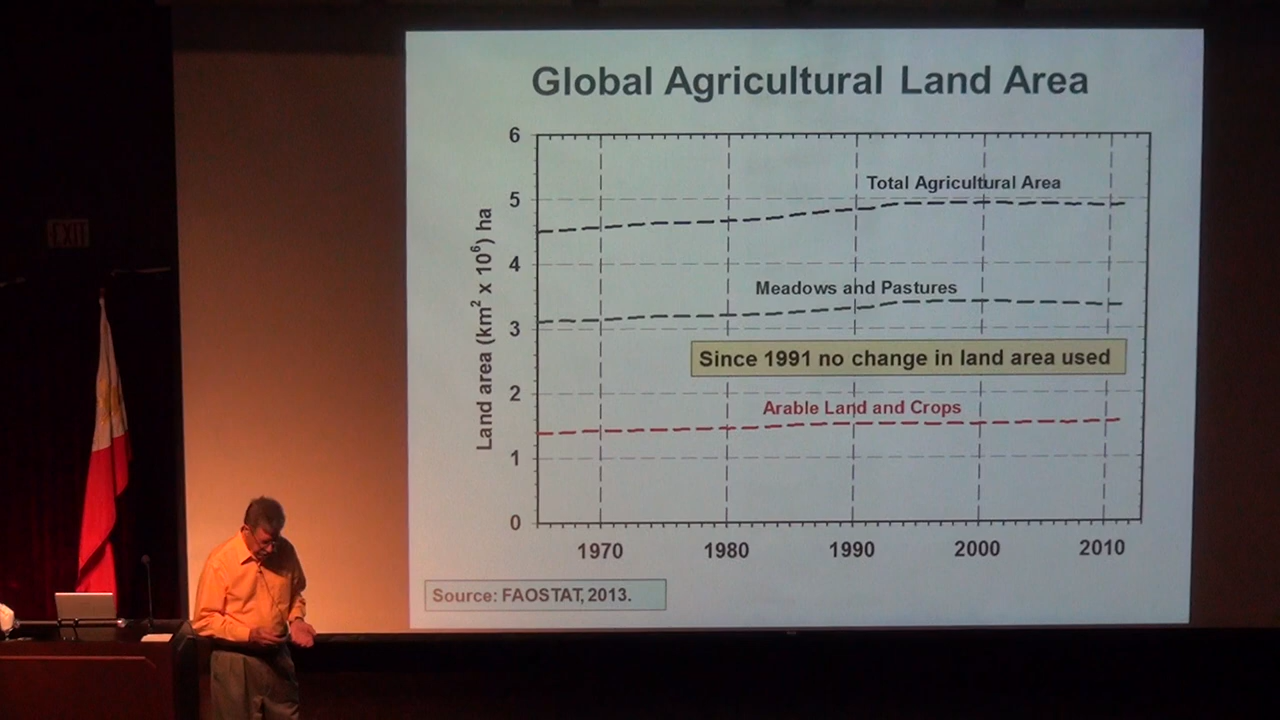 Global Agricultural Land Area
6
Total Agricultural Area
5
4
Meadows and Pastures
3
Since 1991 no change in land area used
2
Arable Land and Crops
1
0
Land area (km² x 10⁶) ha
1970 1980 1990 2000 2010
Source: FAOSTAT, 2013.
EXIT